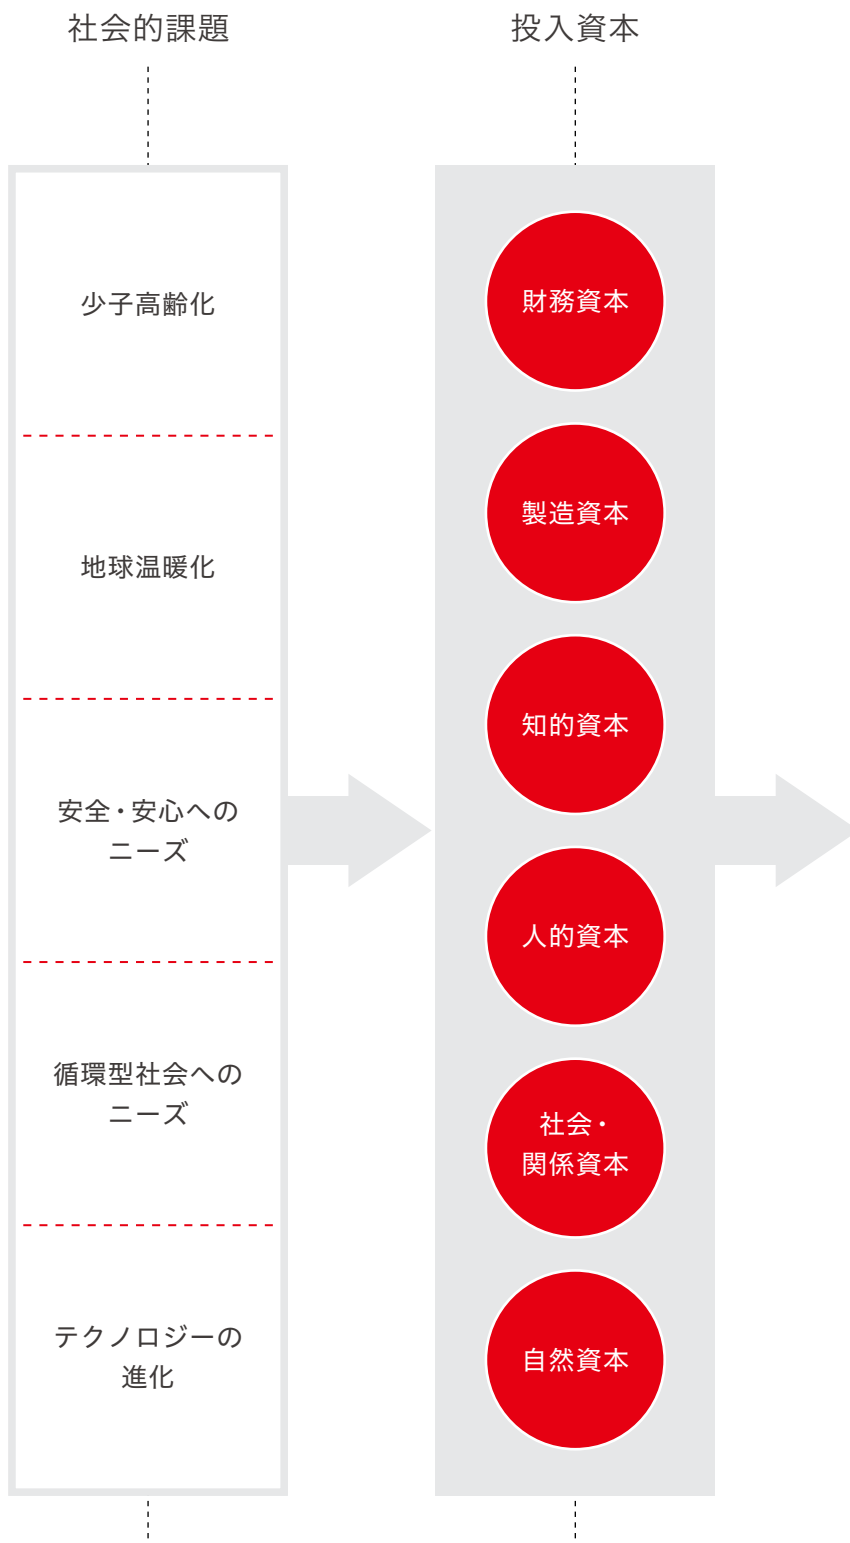 社会的課題
少子高齢化
地球温暖化
安全・安心への
ニーズ
循環型社会への
ニーズ
テクノロジーの
進化
投入資本
財務資本
製造資本
知的資本
人的資本
社会・
関係資本
自然資本